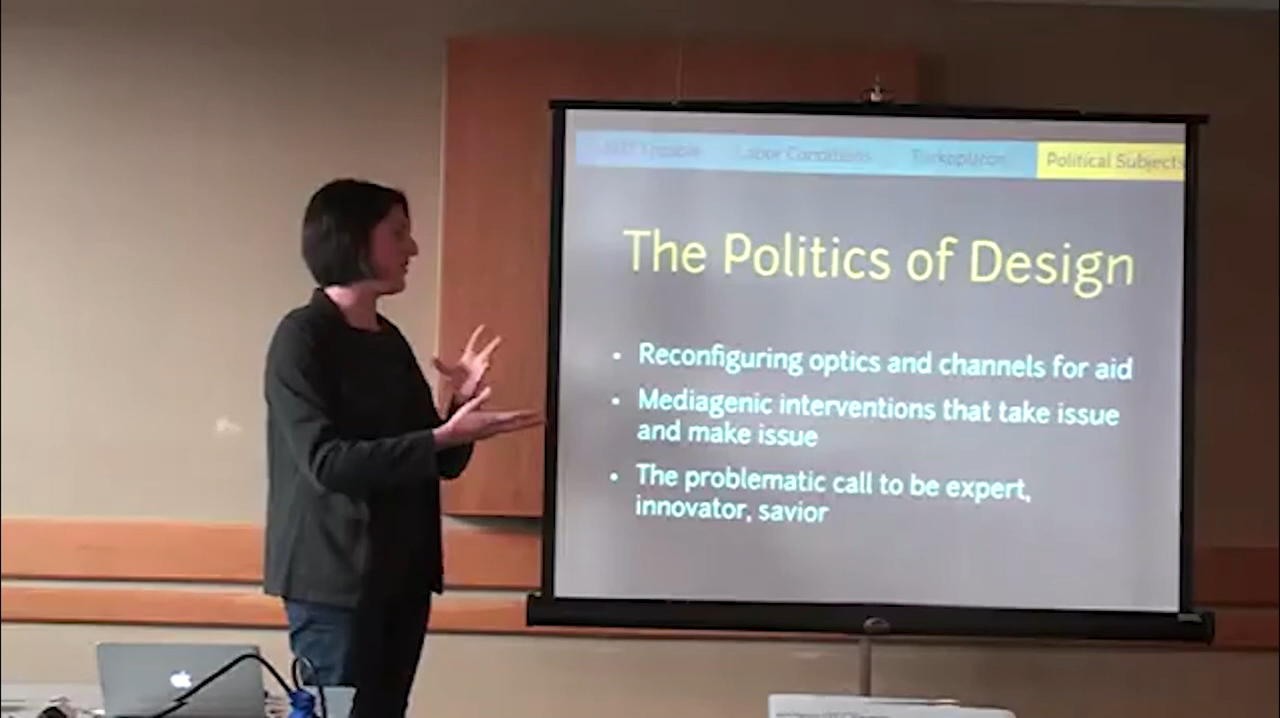 Labor Conditions Turkopticon Political Subjects
The Politics of Design
• Reconfiguring optics and channels for aid
• Mediagenic interventions that take issue
and make issue
• The problematic call to be expert,
innovator, savior